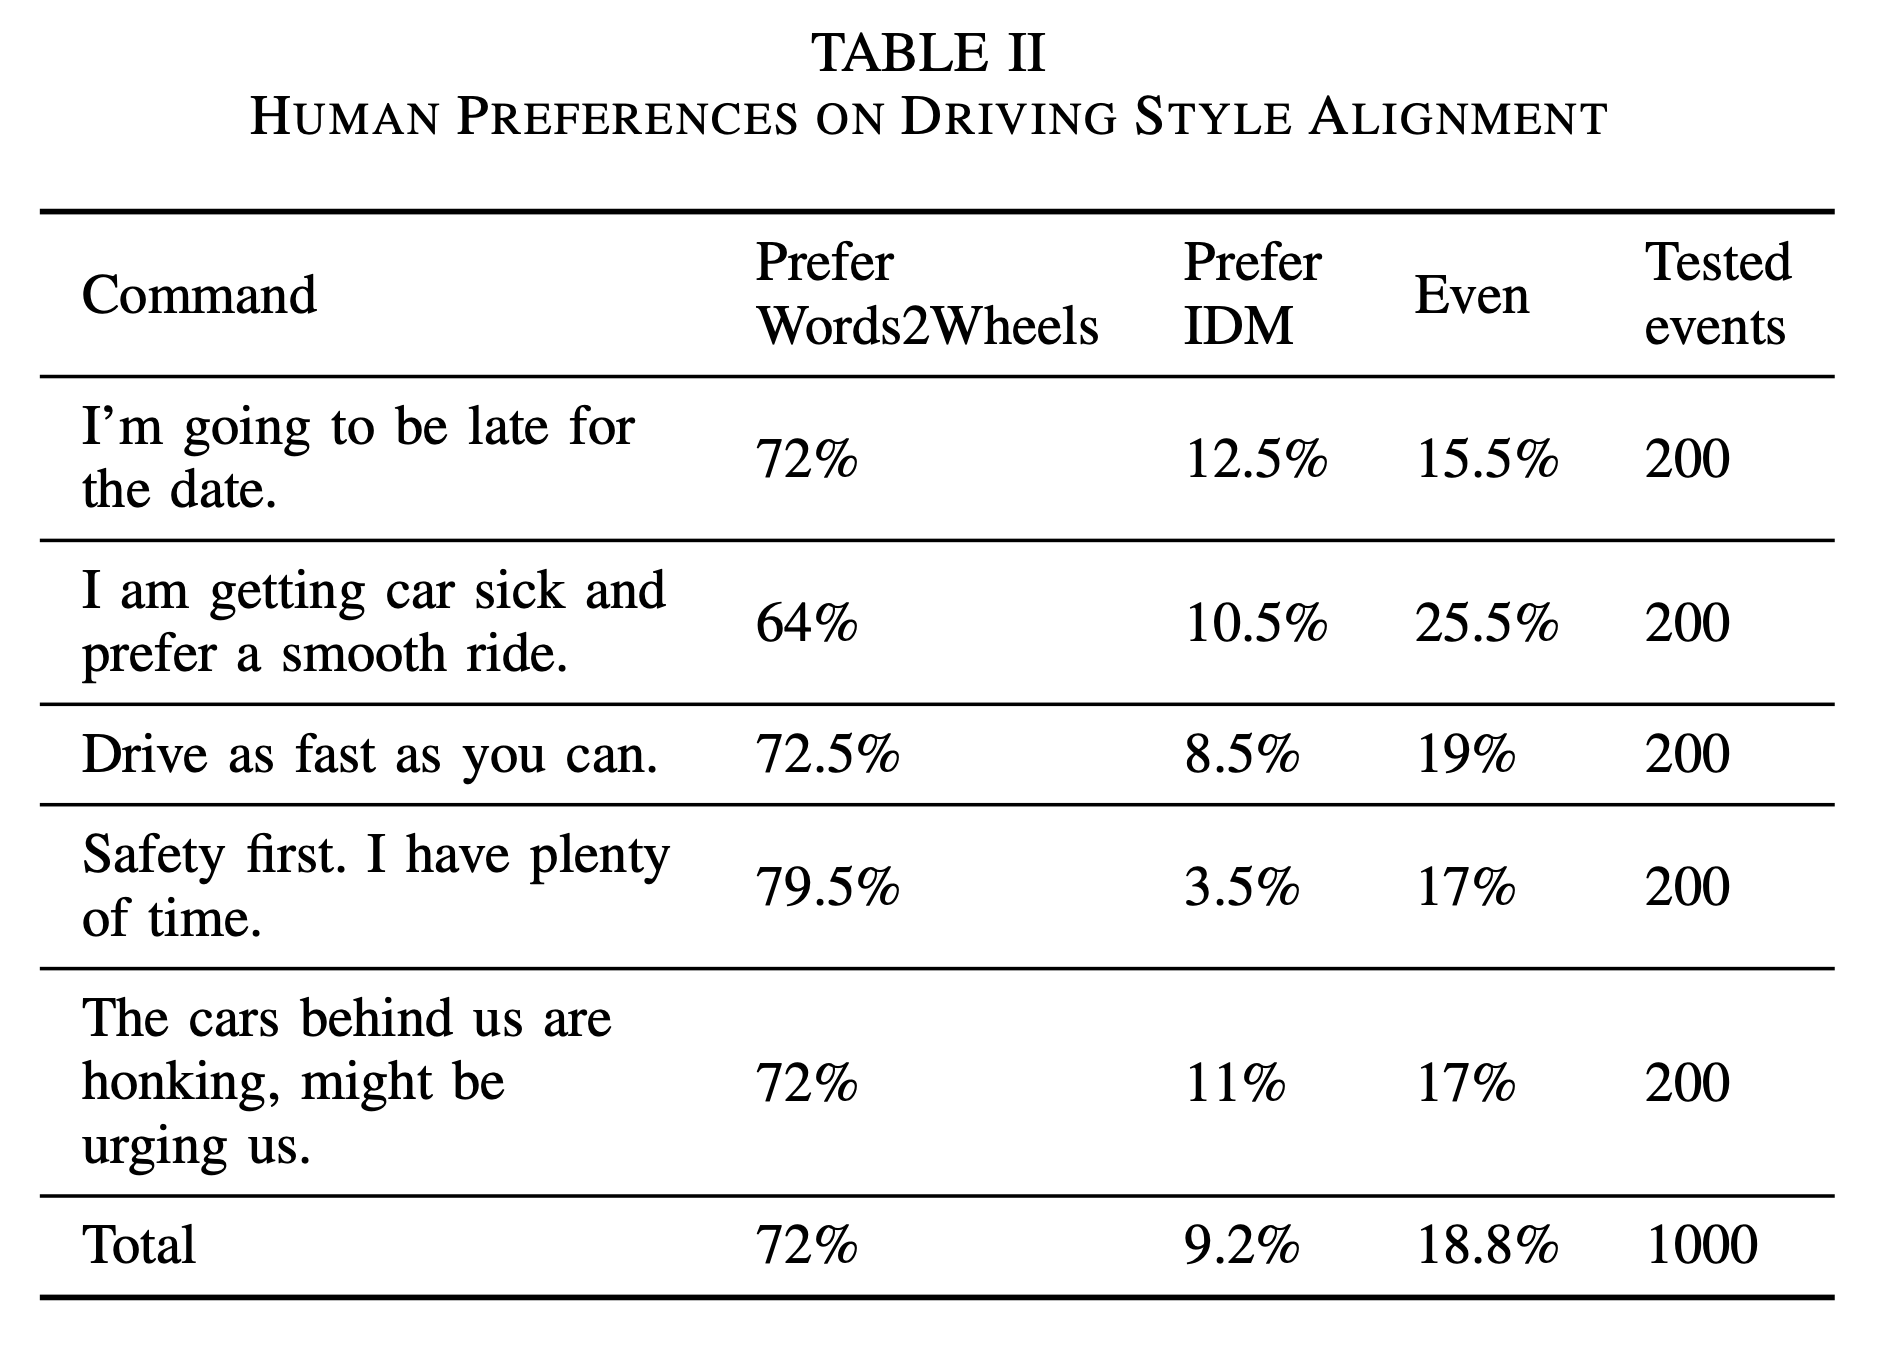 TABLE II
HUMAN PREFERENCES ON DRIVING STYLE ALIGNMENT
Command
Prefer
Words2Wheels
Prefer
IDM
Even
Tested
events
I'm going to be late for
the date.
72%
12.5%
15.5%
200
I am getting car sick and
prefer a smooth ride.
64%
10.5%
25.5%
200
Drive as fast as you can.
72.5%
8.5%
19%
200
Safety first. I have plenty
of time.
79.5%
3.5%
17%
200
The cars behind us are
honking, might be
urging us.
72%
11%
17%
200
Total
72%
9.2%
18.8%
1000